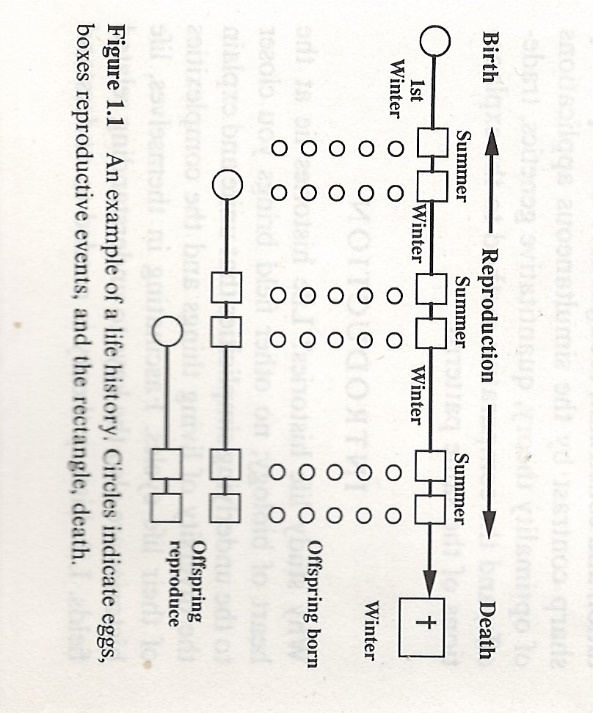 Birth Reproduction Death
Summer Summer Summer
1st
Winter Winter Winter Winter
Offspring born
Offspring
reproduce
Figure 1.1 An example of a life history. Circles indicate eggs,
boxes reproductive events, and the rectangle, death.